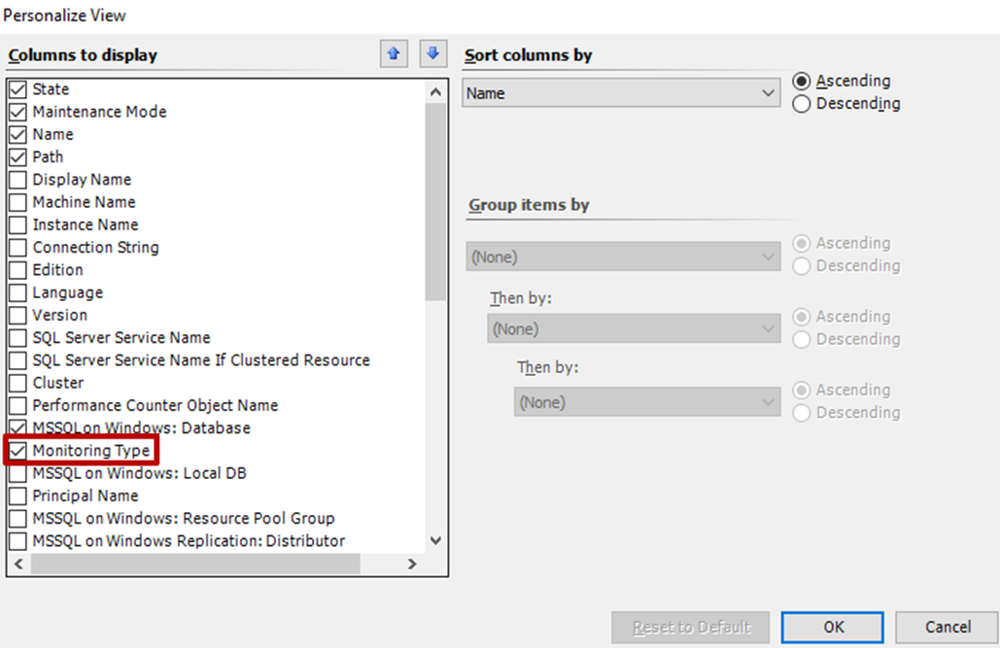 Personalize View
Columns to display
State
Maintenance Mode
Name
Path
Display Name
Machine Name
Instance Name
Connection String
Edition
Language
Version
SQL Server Service Name
SQL Server Service Name If Clustered Resource
Cluster
Performance Counter Object Name
MSSQL on Windows: Database
Monitoring Type
MSSQL on Windows: Local DB
Principal Name
MSSQL on Windows: Resource Pool Group
MSSQL on Windows Replication: Distributor
Sort columns by
Name
Ascending
Descending
Group items by
(None)
Ascending
Descending
Then by:
(None)
Ascending
Descending
Then by:
(None)
Ascending
Descending
Reset to Default
OK
Cancel